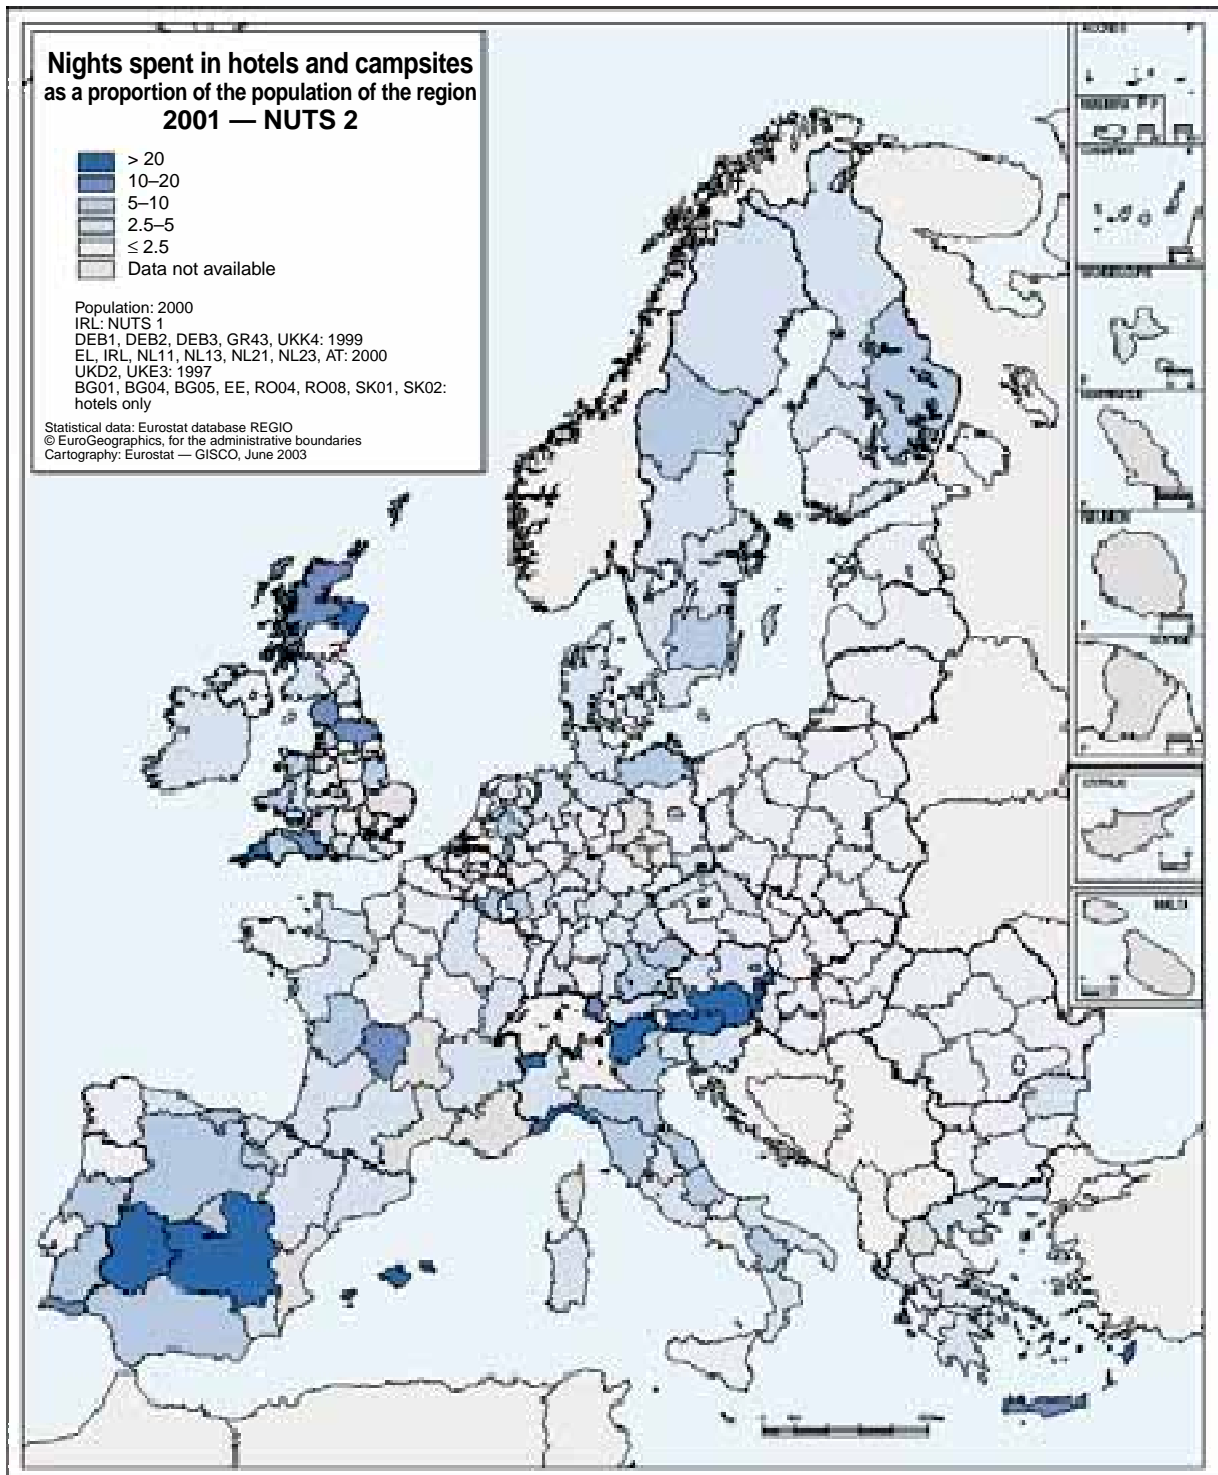 Nights spent in hotels and campsites
as a proportion of the population of the region
2001 — NUTS 2
> 20
10–20
5–10
2.5–5
≤ 2.5
Data not available
Population: 2000
IRL: NUTS 1
DEB1, DEB2, DEB3, GR43, UKK4: 1999
EL, IRL, NL11, NL13, NL21, NL23, AT: 2000
UKD2, UKE3: 1997
BG01, BG04, BG05, EE, RO04, RO08, SK01, SK02:
hotels only
Statistical data: Eurostat database REGIO
© EuroGeographics, for the administrative boundaries
Cartography: Eurostat — GISCO, June 2003